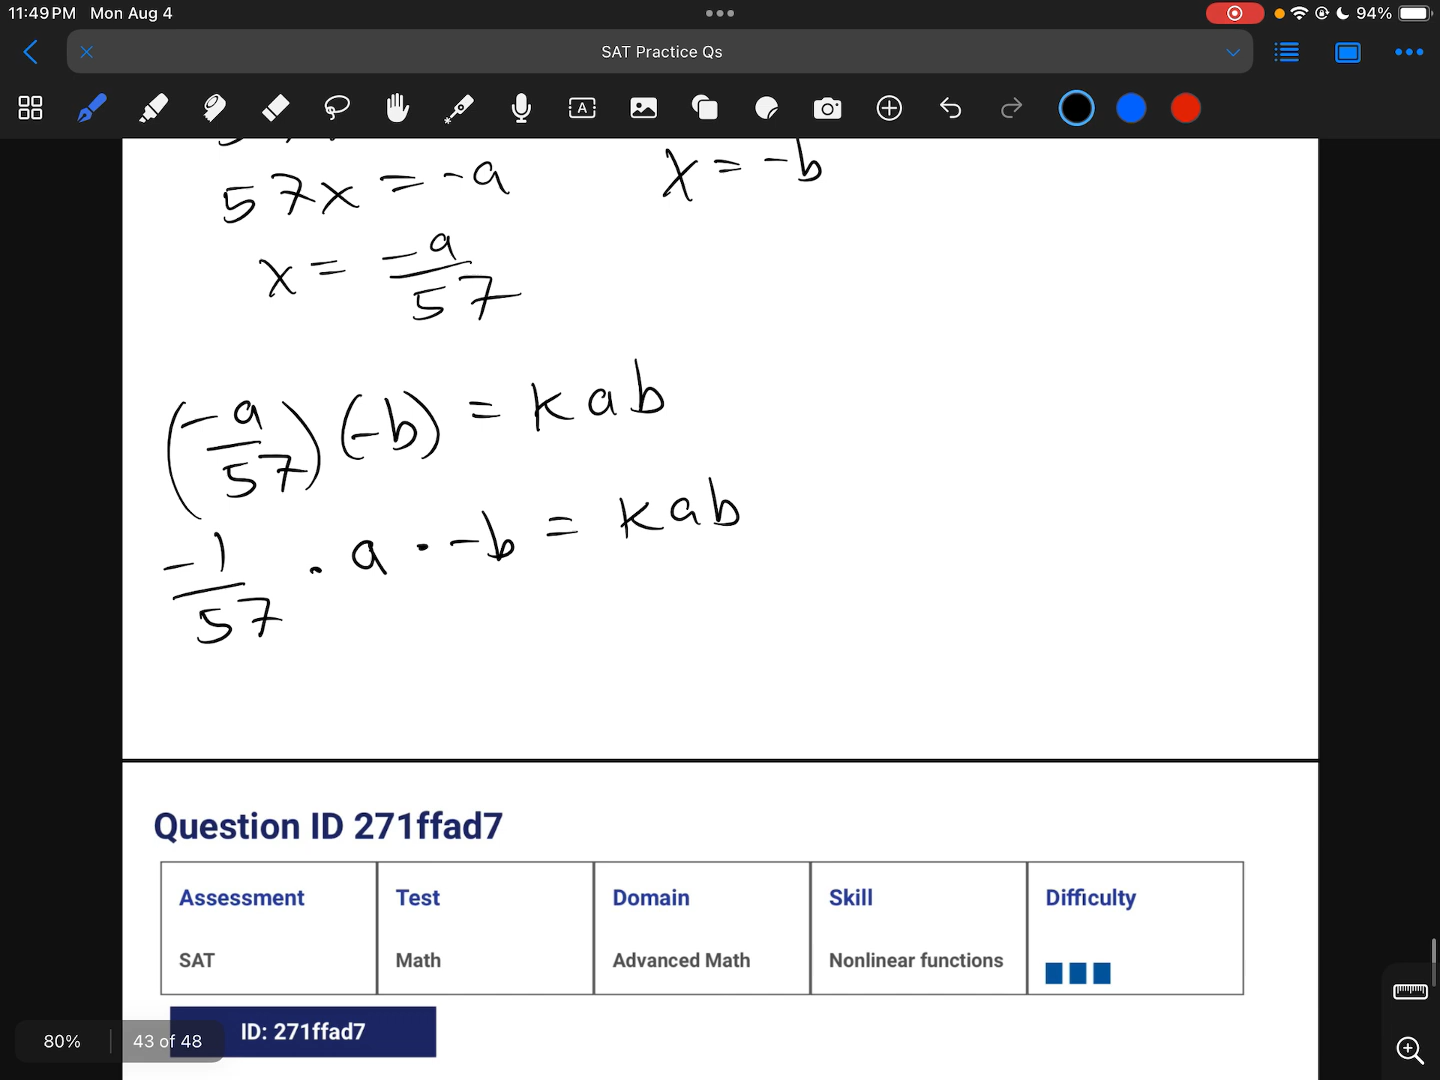 11:49 PM Mon Aug 4
94%
SAT Practice Qs
57x = -a
x = -b
x = -a/57
(-a/57)(-b) = kab
-1/57 · a · -b = kab
Question ID 271ffad7
Assessment Test Domain Skill Difficulty
SAT Math Advanced Math Nonlinear functions
ID: 271ffad7
80% 43 of 48